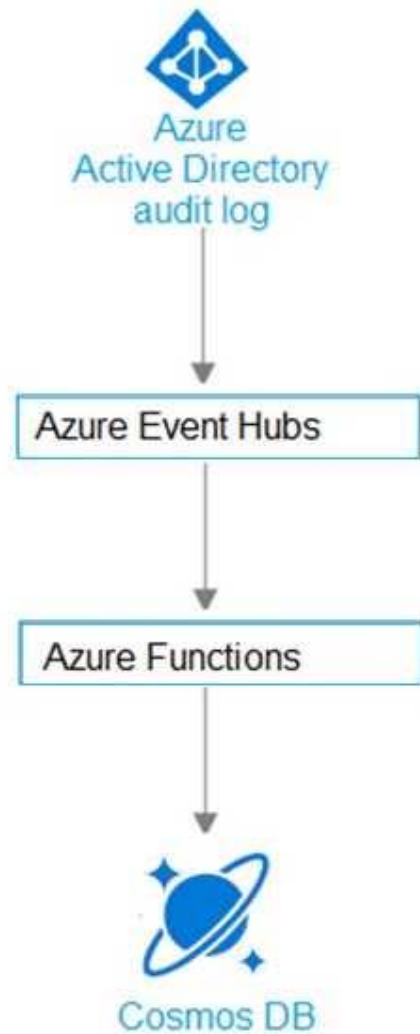 Azure
Active Directory
audit log
Azure Event Hubs
Azure Functions
Cosmos DB